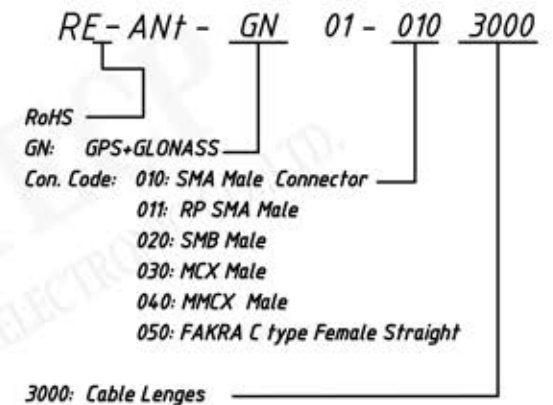 RE-ANt- GN 01- 010 3000
RoHS
GN: GPS+GLONASS
Con. Code: 010: SMA Male Connector
011: RP SMA Male
020: SMB Male
030: MCX Male
040: MMCX Male
050: FAKRA C type Female Straight
3000: Cable Lenges